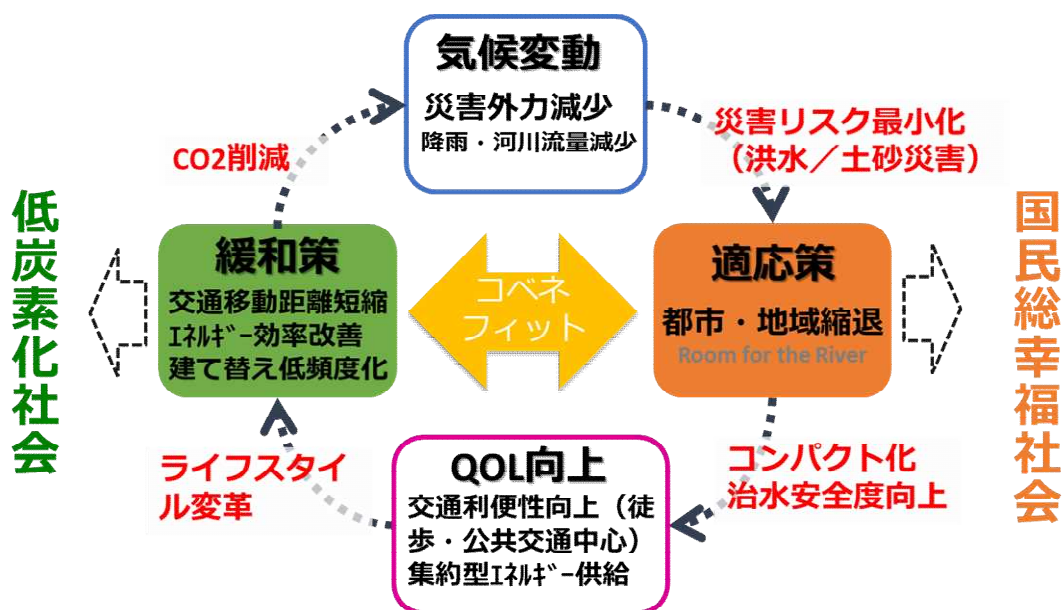 気候変動
災害外力減少
降雨・河川流量減少
CO2削減
災害リスク最小化
（洪水／土砂災害）
低炭素化社会
緩和策
交通移動距離短縮
ｴﾈﾙｷﾞｰ効率改善
建て替え低頻度化
コベネ
フィット
適応策
都市・地域縮退
Room for the River
国民総幸福社会
ライフスタイ
ル変革
QOL向上
交通利便性向上（徒
歩・公共交通中心）
集約型ｴﾈﾙｷﾞｰ供給
コンパクト化
治水安全度向上